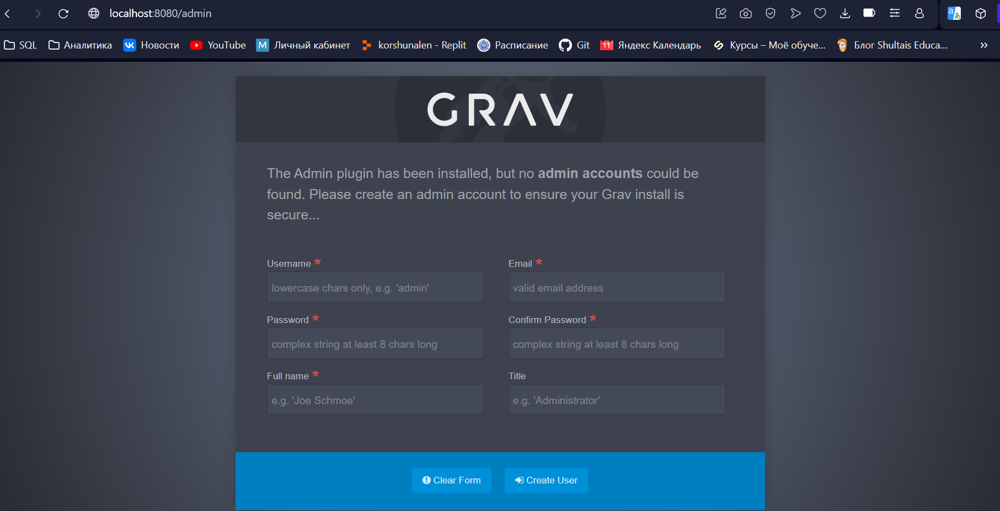 localhost:8080/admin
SQL Аналитика Новости YouTube M Личный кабинет korshunalen - Replit Расписание Git 11 Яндекс Календарь Курсы – Моё обуче... Блог Shultais Educa...
GRAV
The Admin plugin has been installed, but no admin accounts could be
found. Please create an admin account to ensure your Grav install is
secure...
Username * Email *
lowercase chars only, e.g. 'admin' valid email address
Password * Confirm Password *
complex string at least 8 chars long complex string at least 8 chars long
Full name * Title
e.g. 'Joe Schmoe' e.g. 'Administrator'
Clear Form Create User